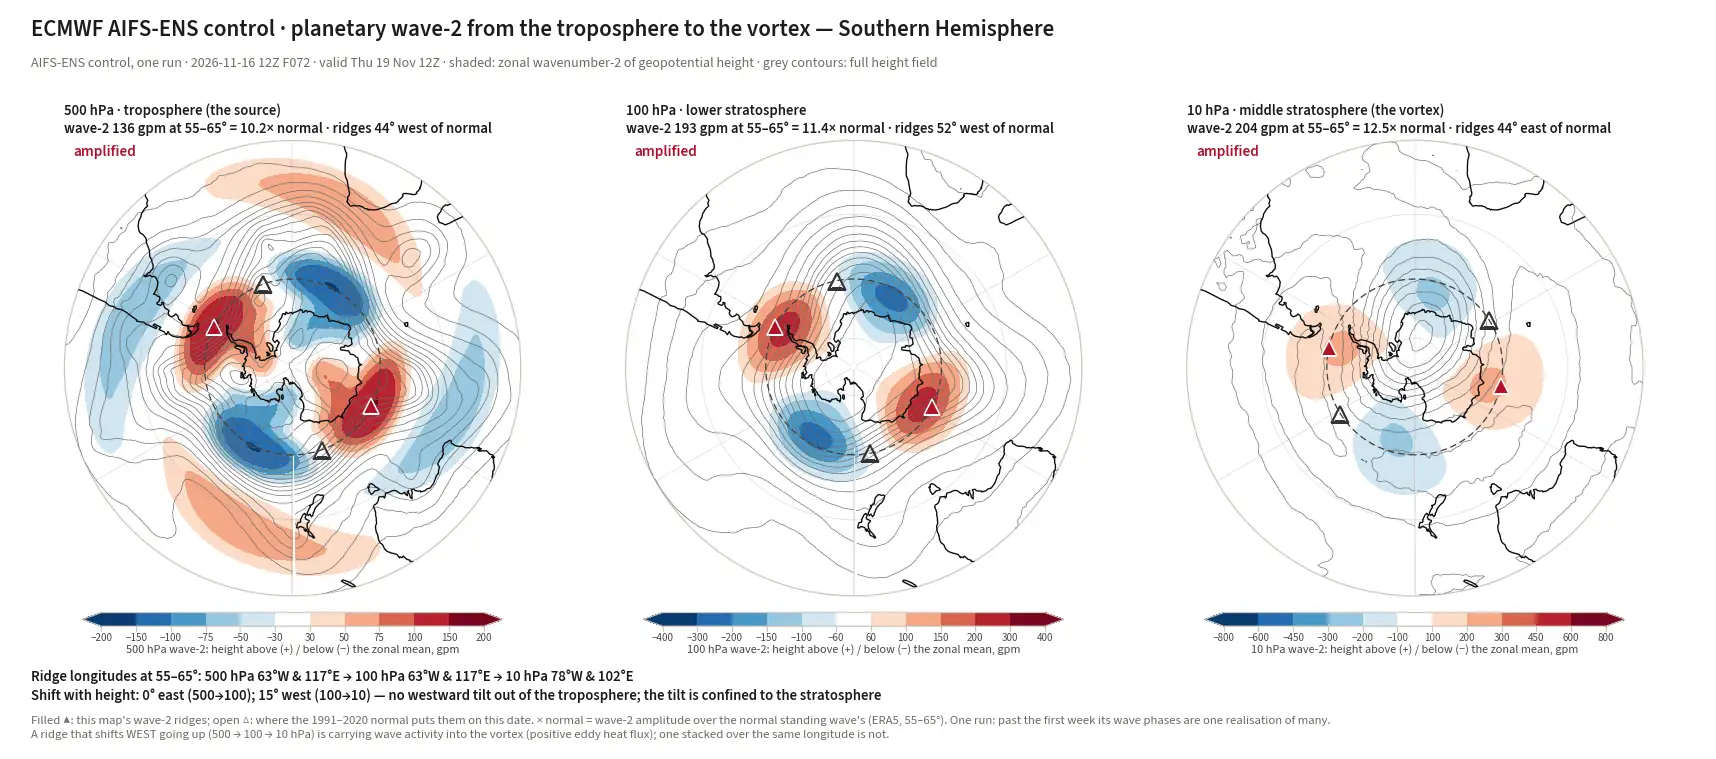 ECMWF AIFS-ENS control · planetary wave-2 from the troposphere to the vortex — Southern Hemisphere
AIFS-ENS control, one run · 2026-11-16 12Z F072 · valid Thu 19 Nov 12Z · shaded: zonal wavenumber-2 of geopotential height · grey contours: full height field
500 hPa · troposphere (the source)
wave-2 136 gpm at 55–65° = 10.2× normal · ridges 44° west of normal
amplified
100 hPa · lower stratosphere
wave-2 193 gpm at 55–65° = 11.4× normal · ridges 52° west of normal
amplified
10 hPa · middle stratosphere (the vortex)
wave-2 204 gpm at 55–65° = 12.5× normal · ridges 44° east of normal
amplified
−200 −150 −100 −75 −50 −30 30 50 75 100 150 200
500 hPa wave-2: height above (+) / below (−) the zonal mean, gpm
−400 −300 −200 −150 −100 −60 60 100 150 200 300 400
100 hPa wave-2: height above (+) / below (−) the zonal mean, gpm
−800 −600 −450 −300 −200 −100 100 200 300 450 600 800
10 hPa wave-2: height above (+) / below (−) the zonal mean, gpm
Ridge longitudes at 55–65°: 500 hPa 63°W & 117°E → 100 hPa 63°W & 117°E → 10 hPa 78°W & 102°E
Shift with height: 0° east (500→100); 15° west (100→10) — no westward tilt out of the troposphere; the tilt is confined to the stratosphere
Filled ▲: this map's wave-2 ridges; open △: where the 1991–2020 normal puts them on this date. × normal = wave-2 amplitude over the normal standing wave's (ERA5, 55–65°). One run: past the first week its wave phases are one realisation of many.
A ridge that shifts WEST going up (500 → 100 → 10 hPa) is carrying wave activity into the vortex (positive eddy heat flux); one stacked over the same longitude is not.